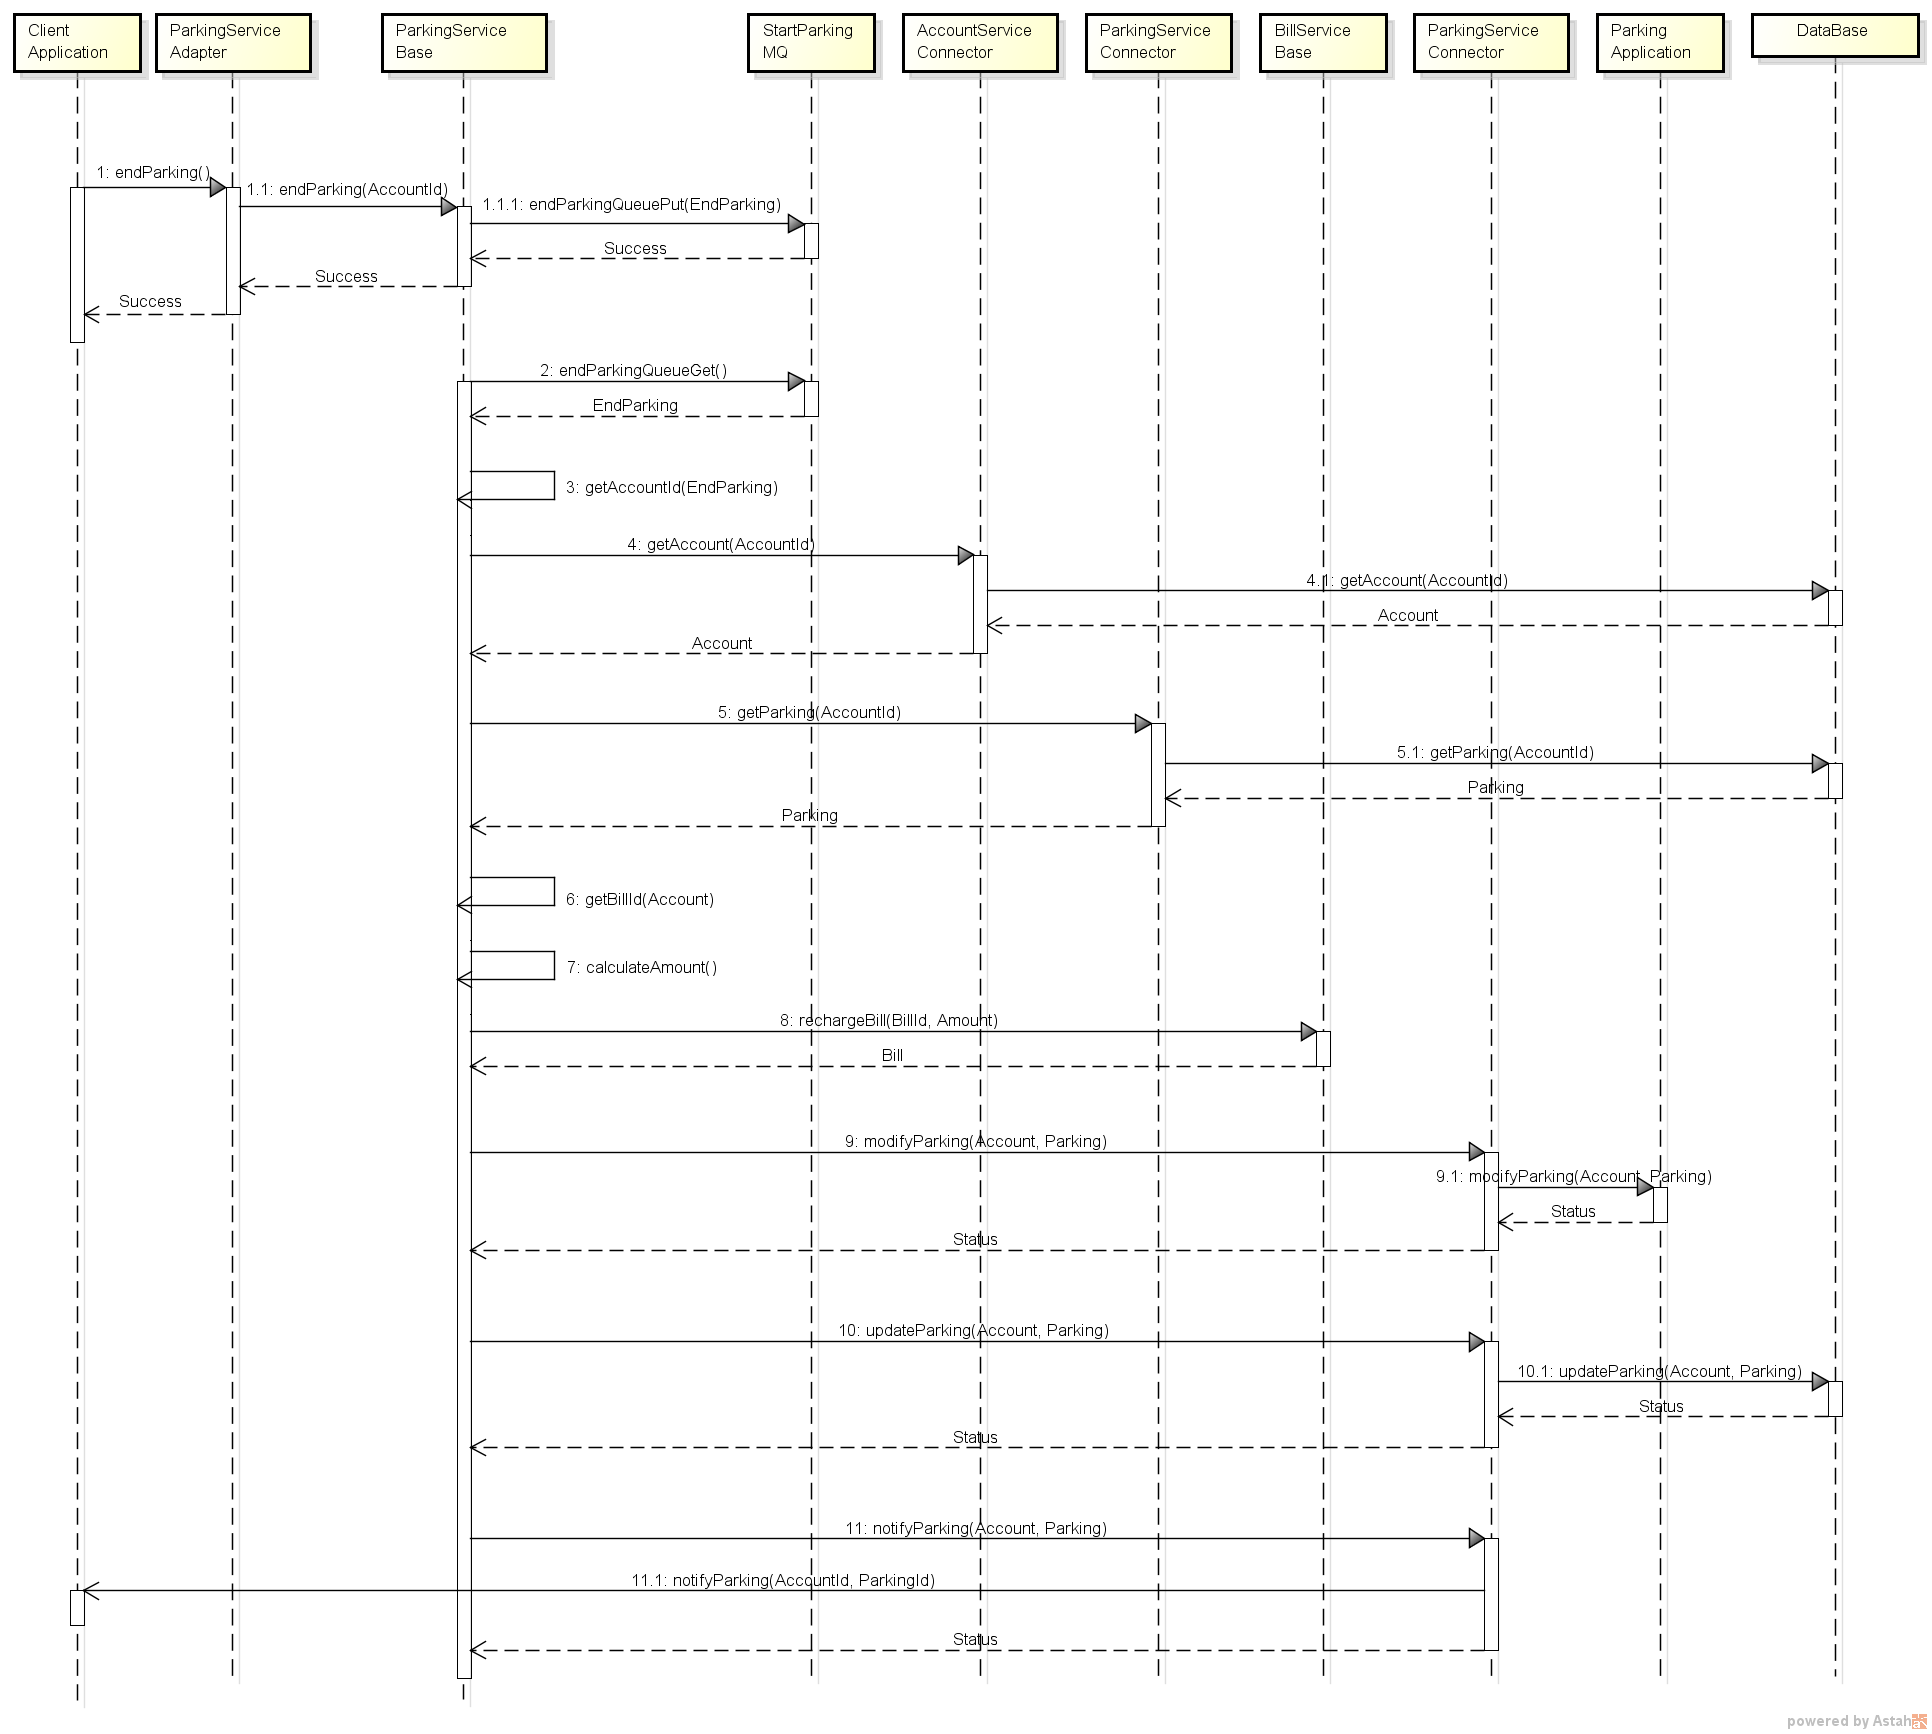 Client
Application
ParkingService
Adapter
ParkingService
Base
StartParking
MQ
AccountService
Connector
ParkingService
Connector
BillService
Base
ParkingService
Connector
Parking
Application
DataBase
1: endParking()
1.1: endParking(AccountId)
1.1.1: endParkingQueuePut(EndParking)
Success
Success
Success
2: endParkingQueueGet()
EndParking
3: getAccountId(EndParking)
4: getAccount(AccountId)
4.1: getAccount(AccountId)
Account
Account
5: getParking(AccountId)
5.1: getParking(AccountId)
Parking
Parking
6: getBillId(Account)
7: calculateAmount()
8: rechargeBill(BillId, Amount)
Bill
9: modifyParking(Account, Parking)
9.1: modifyParking(Account, Parking)
Status
Status
10: updateParking(Account, Parking)
10.1: updateParking(Account, Parking)
Status
Status
11: notifyParking(Account, Parking)
11.1: notifyParking(AccountId, ParkingId)
Status
powered by Astah